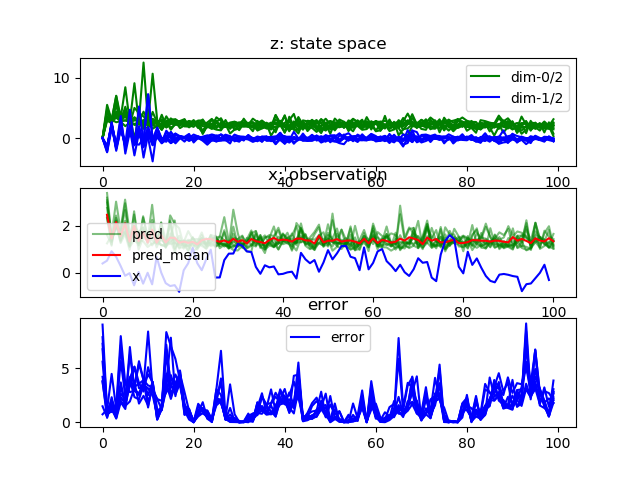 z: state space
10
0
dim-0/2
dim-1/2
0 20 40 60 80 100
x: observation
2
0
pred
pred_mean
x
0 20 40 60 80 100
error
5
0
error
0 20 40 60 80 100